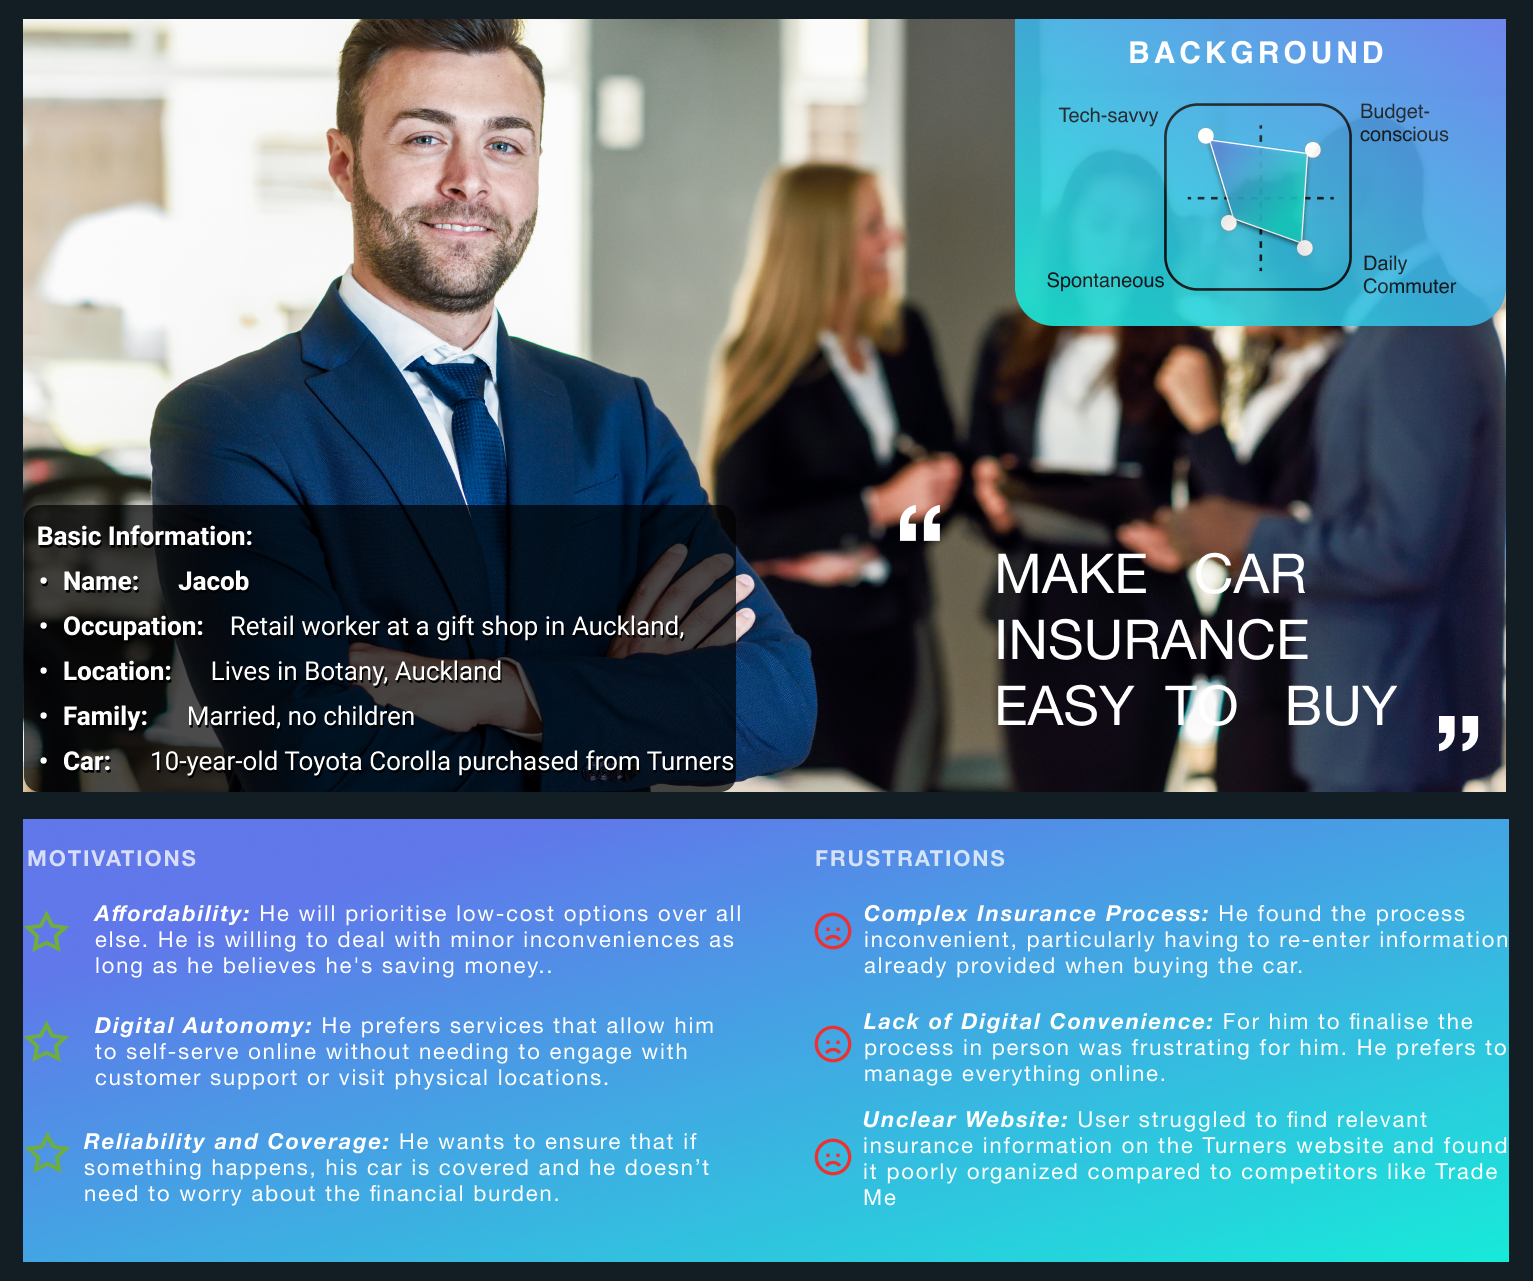 BACKGROUND
Tech-savvy
Budget-
conscious
Spontaneous
Daily
Commuter
Basic Information:
• Name: Jacob
• Occupation: Retail worker at a gift shop in Auckland,
• Location: Lives in Botany, Auckland
• Family: Married, no children
• Car: 10-year-old Toyota Corolla purchased from Turners
“
MAKE CAR
INSURANCE
EASY TO BUY
”
MOTIVATIONS
Affordability: He will prioritise low-cost options over all
else. He is willing to deal with minor inconveniences as
long as he believes he's saving money..
Digital Autonomy: He prefers services that allow him
to self-serve online without needing to engage with
customer support or visit physical locations.
Reliability and Coverage: He wants to ensure that if
something happens, his car is covered and he doesn’t
need to worry about the financial burden.
FRUSTRATIONS
Complex Insurance Process: He found the process
inconvenient, particularly having to re-enter information
already provided when buying the car.
Lack of Digital Convenience: For him to finalise the
process in person was frustrating for him. He prefers to
manage everything online.
Unclear Website: User struggled to find relevant
insurance information on the Turners website and found
it poorly organized compared to competitors like Trade
Me